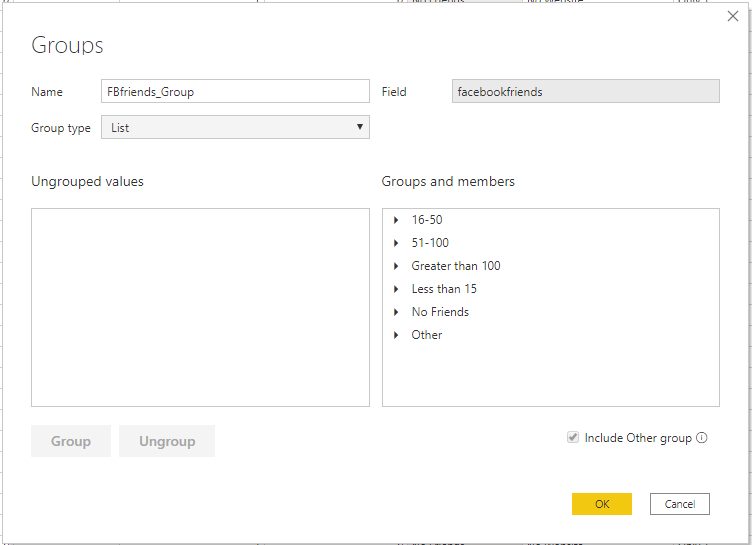 Groups
Name FBfriends_Group Field facebookfriends
Group type List
Ungrouped values Groups and members
16-50
51-100
Greater than 100
Less than 15
No Friends
Other
Group Ungroup Include Other group
OK Cancel